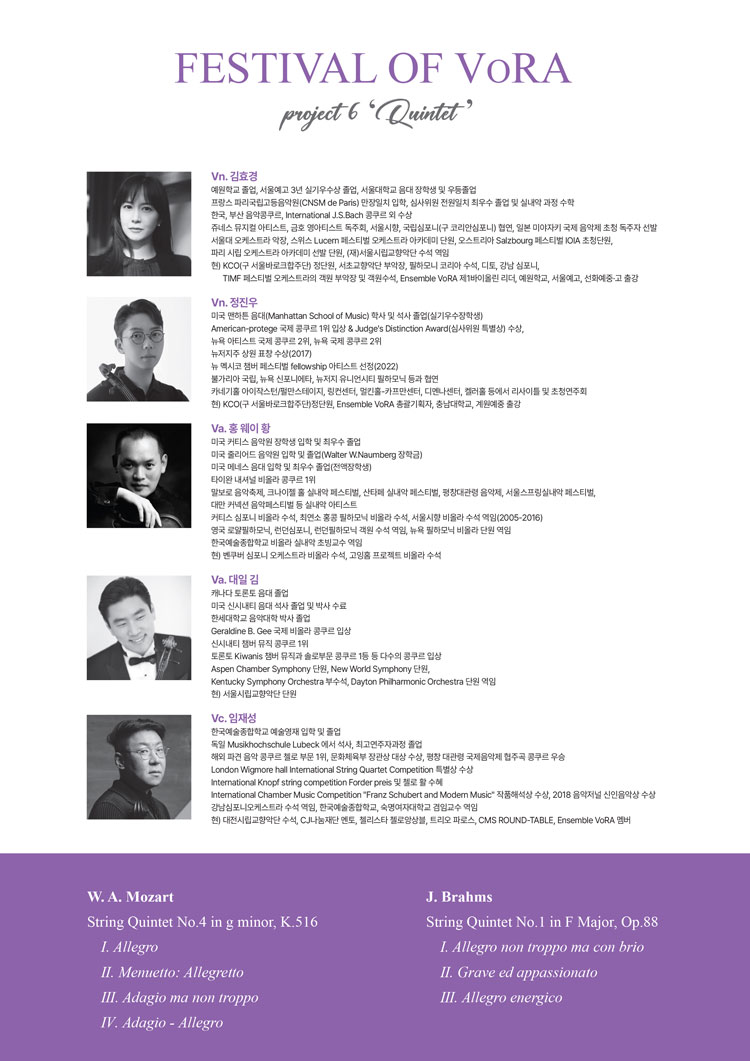 FESTIVAL OF VoRA
project 6 ‘Quintet’
Vn. 김효경
예원학교 졸업, 서울예고 3년 실기우수상 졸업, 서울대학교 음대 장학생 및 우등졸업
프랑스 파리국립고등음악원(CNSM de Paris) 만장일치 입학, 심사위원 전원일치 최우수 졸업 및 실내악 과정 수학
한국, 부산 음악콩쿠르, International J.S.Bach 콩쿠르 외 수상
쥬네스 뮤지컬 아티스트, 금호 영아티스트 독주회, 서울시향, 국립심포니(구 코리안심포니) 협연, 일본 미야자키 국제 음악제 초청 독주자 선발
서울대 오케스트라 악장, 스위스 Lucern 페스티벌 오케스트라 아카데미 단원, 오스트리아 Salzbourg 페스티벌 IOIA 초청단원,
파리 시립 오케스트라 아카데미 선발 단원, (재)서울시립교향악단 수석 역임
현) KCO(구 서울바로크합주단) 정단원, 서초교향악단 부악장, 필하모니 코리아 수석, 디토, 강남 심포니,
TIMF 페스티벌 오케스트라의 객원 부악장 및 객원수석, Ensemble VoRA 제1바이올린 리더, 예원학교, 서울예고, 선화예중·고 출강
Vn. 정진우
미국 맨하튼 음대(Manhattan School of Music) 학사 및 석사 졸업(실기우수장학생)
American-protege 국제 콩쿠르 1위 입상 & Judge's Distinction Award(심사위원 특별상) 수상,
뉴욕 아티스트 국제 콩쿠르 2위, 뉴욕 국제 콩쿠르 2위
뉴저지주 상원 표창 수상(2017)
뉴 멕시코 챔버 페스티벌 fellowship 아티스트 선정(2022)
불가리아 국립, 뉴욕 신포니에타, 뉴저지 유니언시티 필하모닉 등과 협연
카네기홀 아이작스턴/필만스테이지, 링컨센터, 멀킨홀-카프만센터, 디멘나센터, 켈러홀 등에서 리사이틀 및 초청연주회
현) KCO(구 서울바로크합주단)정단원, Ensemble VoRA 총괄기획자, 충남대학교, 계원예중 출강
Va. 홍 웨이 황
미국 커티스 음악원 장학생 입학 및 최우수 졸업
미국 줄리어드 음악원 입학 및 졸업(Walter W.Naumberg 장학금)
미국 메네스 음대 입학 및 최우수 졸업(전액장학생)
타이완 내셔널 비올라 콩쿠르 1위
말보로 음악축제, 크나이젤 홀 실내악 페스티벌, 산타페 실내악 페스티벌, 평창대관령 음악제, 서울스프링실내악 페스티벌,
대만 커넥션 음악페스티벌 등 실내악 아티스트
커티스 심포니 비올라 수석, 최연소 홍콩 필하모닉 비올라 수석, 서울시향 비올라 수석 역임(2005-2016)
영국 로얄필하모닉, 런던심포니, 런던필하모닉 객원 수석 역임, 뉴욕 필하모닉 비올라 단원 역임
한국예술종합학교 비올라 실내악 초빙교수 역임
현) 벤쿠버 심포니 오케스트라 비올라 수석, 고잉홈 프로젝트 비올라 수석
Va. 대일 김
캐나다 토론토 음대 졸업
미국 신시내티 음대 석사 졸업 및 박사 수료
한세대학교 음악대학 박사 졸업
Geraldine B. Gee 국제 비올라 콩쿠르 입상
신시내티 챔버 뮤직 콩쿠르 1위
토론토 Kiwanis 챔버 뮤직과 솔로부문 콩쿠르 1등 등 다수의 콩쿠르 입상
Aspen Chamber Symphony 단원, New World Symphony 단원,
Kentucky Symphony Orchestra 부수석, Dayton Philharmonic Orchestra 단원 역임
현) 서울시립교향악단 단원
Vc. 임재성
한국예술종합학교 예술영재 입학 및 졸업
독일 Musikhochschule Lubeck 에서 석사, 최고연주자과정 졸업
해외 파견 음악 콩쿠르 첼로 부문 1위, 문화체육부 장관상 대상 수상, 평창 대관령 국제음악제 협주곡 콩쿠르 우승
London Wigmore hall International String Quartet Competition 특별상 수상
International Knopf string competition Forder preis 및 첼로 활 수혜
International Chamber Music Competition "Franz Schubert and Modern Music" 작품해석상 수상, 2018 음악저널 신인음악상 수상
강남심포니오케스트라 수석 역임, 한국예술종합학교, 숙명여자대학교 겸임교수 역임
현) 대전시립교향악단 수석, CJ나눔재단 멘토, 첼리스타 첼로앙상블, 트리오 파로스, CMS ROUND-TABLE, Ensemble VoRA 멤버
W. A. Mozart
String Quintet No.4 in g minor, K.516
I. Allegro
II. Menuetto: Allegretto
III. Adagio ma non troppo
IV. Adagio - Allegro
J. Brahms
String Quintet No.1 in F Major, Op.88
I. Allegro non troppo ma con brio
II. Grave ed appassionato
III. Allegro energico